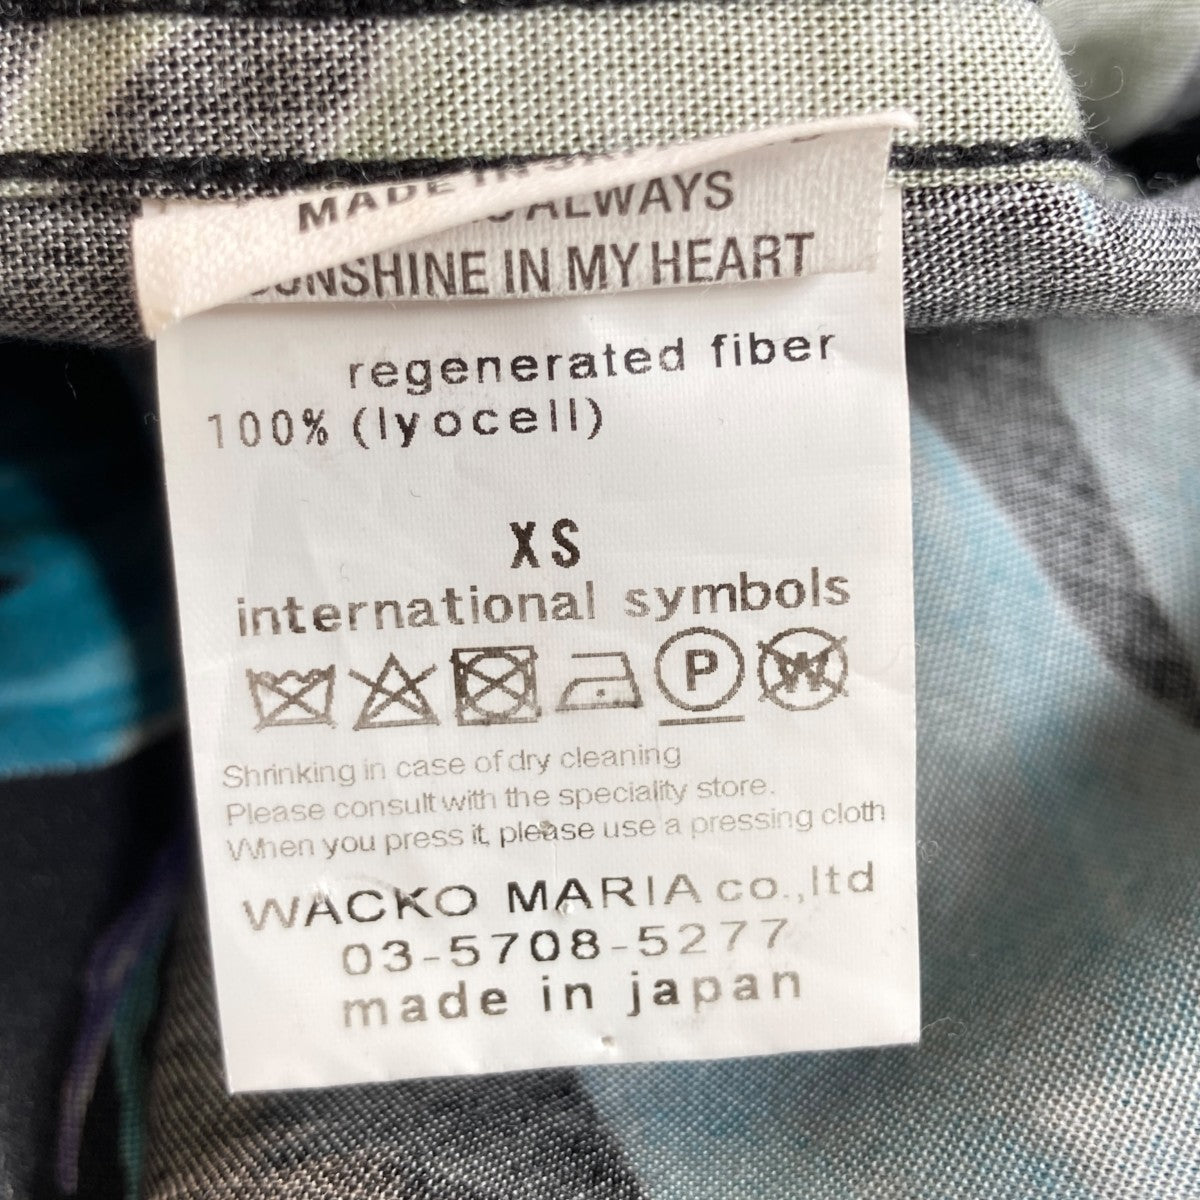 MADE IN
ALWAYS
SUNSHINE IN MY HEART
regenerated fiber
100% (lyocell)
XS
international symbols
P W
Shrinking in case of dry cleaning
Please consult with the speciality store.
When you press it, please use a pressing cloth
WACKO MARIA co.,ltd
03-5708-5277
made in japan